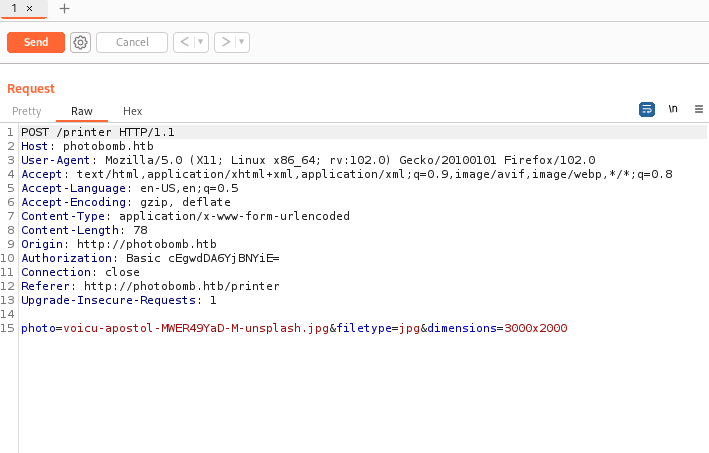 1 × +
Send Cancel < ▾ > ▾
Request
Pretty Raw Hex \n ≡
1 POST /printer HTTP/1.1
2 Host: photobomb.htb
3 User-Agent: Mozilla/5.0 (X11; Linux x86_64; rv:102.0) Gecko/20100101 Firefox/102.0
4 Accept: text/html,application/xhtml+xml,application/xml;q=0.9,image/avif,image/webp,*/*;q=0.8
5 Accept-Language: en-US,en;q=0.5
6 Accept-Encoding: gzip, deflate
7 Content-Type: application/x-www-form-urlencoded
8 Content-Length: 78
9 Origin: http://photobomb.htb
10 Authorization: Basic cEgwdDA6YjBNYiE=
11 Connection: close
12 Referer: http://photobomb.htb/printer
13 Upgrade-Insecure-Requests: 1
14
15 photo=voicu-apostol-MWER49YaD-M-unsplash.jpg&filetype=jpg&dimensions=3000x2000